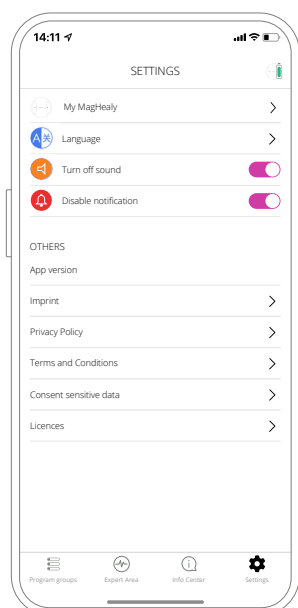 14:11
SETTINGS
My MagHealy
Language
Turn off sound
Disable notification
OTHERS
App version
Imprint
Privacy Policy
Terms and Conditions
Consent sensitive data
Licences
Program groups
Expert Area
Info Center
Settings